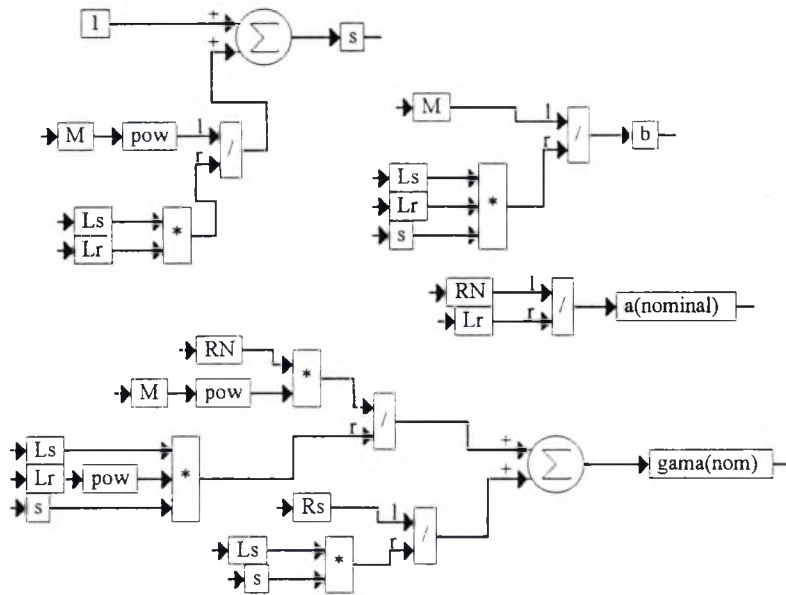 1
+
+
Σ
s
M
pow
l
r
/
Ls
Lr
*
M
l
r
/
b
Ls
Lr
s
*
RN
Lr
l
r
/
a(nominal)
RN
M
pow
*
/
r
Ls
Lr
pow
s
*
+
+
Σ
gama(nom)
Rs
l
r
/
Ls
s
*